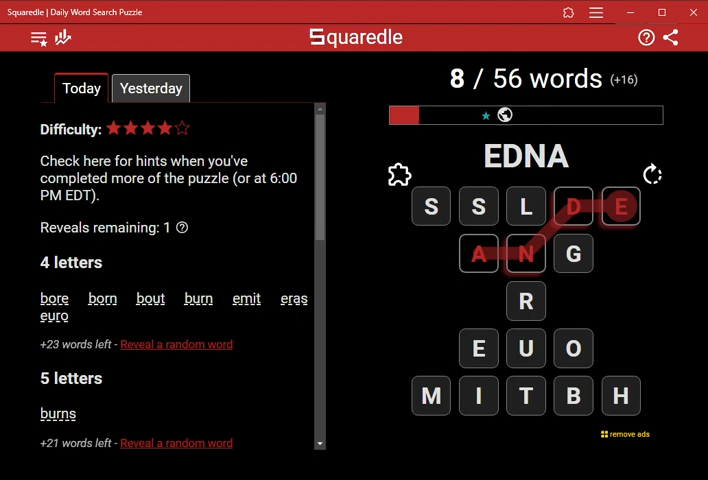 Squaredle | Daily Word Search Puzzle
Squaredle
Today Yesterday
Difficulty:
Check here for hints when you've
completed more of the puzzle (or at 6:00
PM EDT).
Reveals remaining: 1
4 letters
bore born bout burn emit eras
euro
+23 words left - Reveal a random word
5 letters
burns
+21 words left - Reveal a random word
8 / 56 words (+16)
EDNA
S S L D E
A N G
R
E U O
M I T B H
remove ads